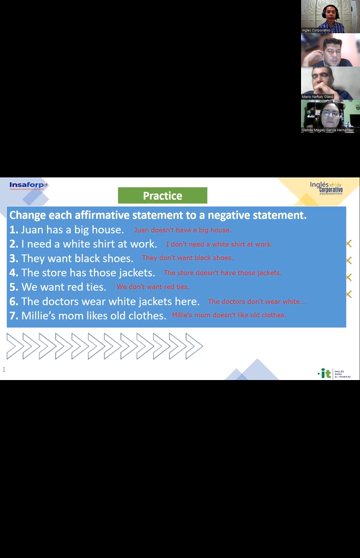 Inglés Corporativo
Insaforp
Practice
Inglés
Corporativo
Change each affirmative statement to a negative statement.
1. Juan has a big house. Juan doesn't have a big house.
2. I need a white shirt at work. I don't need a white shirt at work.
3. They want black shoes. They don't want black shoes.
4. The store has those jackets. The store doesn't have those jackets.
5. We want red ties. We don't want red ties.
6. The doctors wear white jackets here. The doctors don't wear white..
7. Millie's mom likes old clothes. Millie's mom doesn't like old clothes.
it